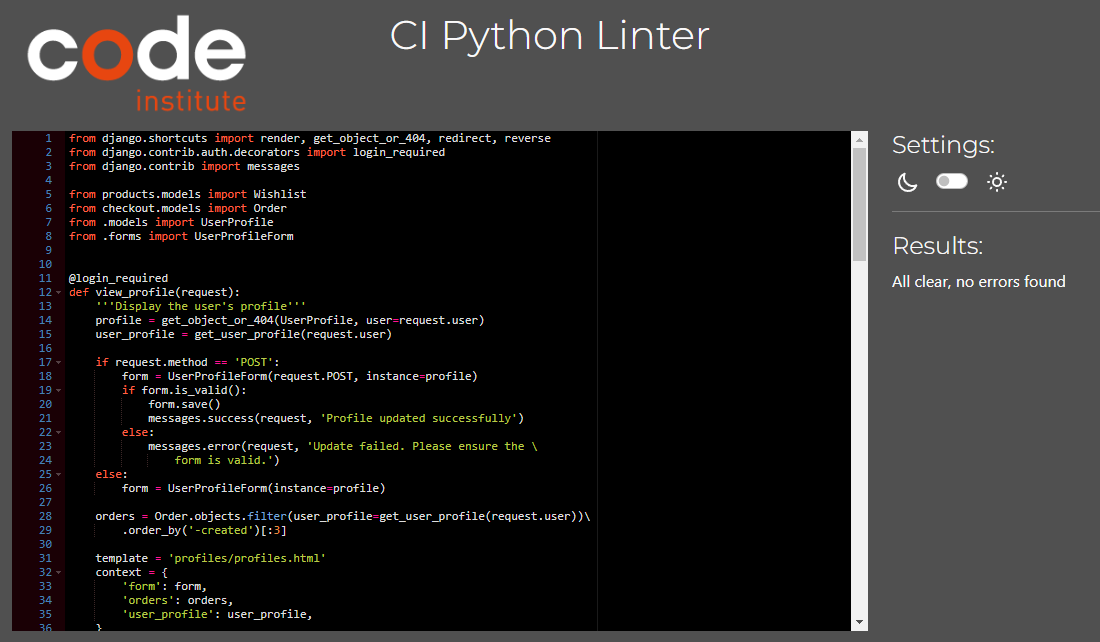 code
institute
CI Python Linter
1 from django.shortcuts import render, get_object_or_404, redirect, reverse
2 from django.contrib.auth.decorators import login_required
3 from django.contrib import messages
4
5 from products.models import Wishlist
6 from checkout.models import Order
7 from .models import UserProfile
8 from .forms import UserProfileForm
9
10
11 @login_required
12 def view_profile(request):
13     '''Display the user's profile'''
14     profile = get_object_or_404(UserProfile, user=request.user)
15     user_profile = get_user_profile(request.user)
16
17     if request.method == 'POST':
18         form = UserProfileForm(request.POST, instance=profile)
19         if form.is_valid():
20             form.save()
21             messages.success(request, 'Profile updated successfully')
22         else:
23             messages.error(request, 'Update failed. Please ensure the \
24                 form is valid.')
25     else:
26         form = UserProfileForm(instance=profile)
27
28     orders = Order.objects.filter(user_profile=get_user_profile(request.user))\
29         .order_by('-created')[:3]
30
31     template = 'profiles/profiles.html'
32     context = {
33         'form': form,
34         'orders': orders,
35         'user_profile': user_profile,
36     }
Settings:
Results:
All clear, no errors found